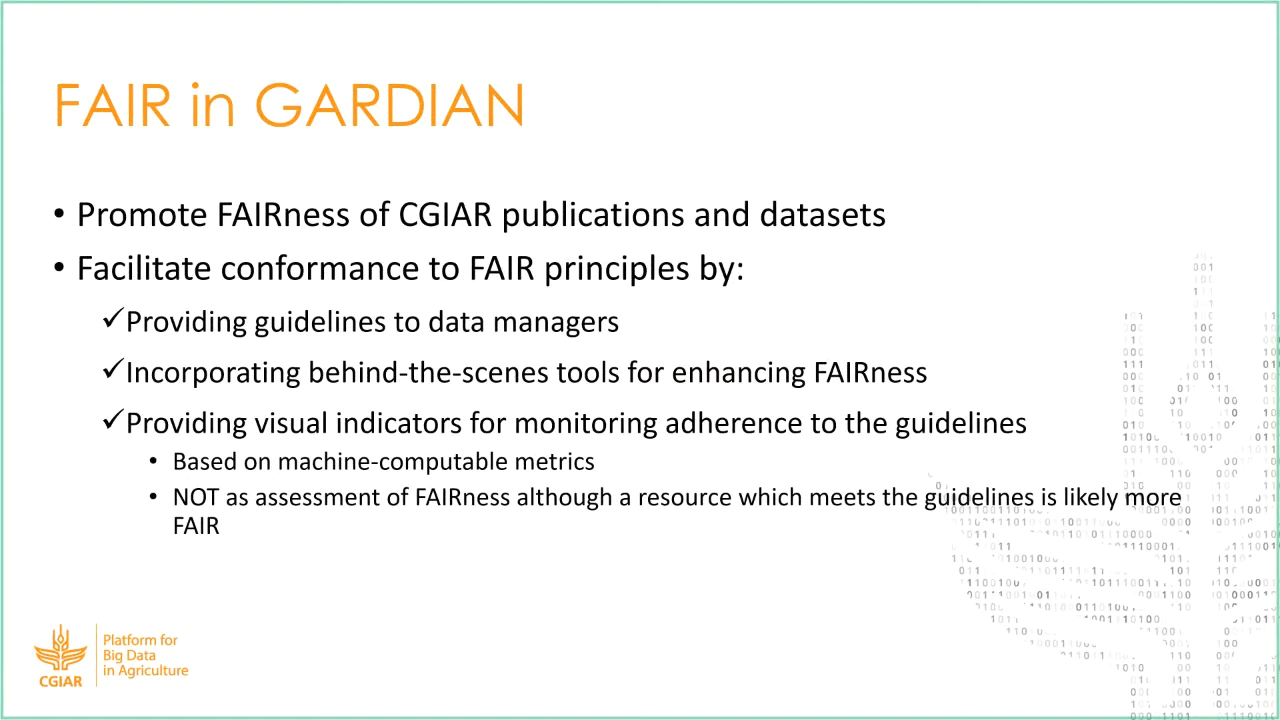 FAIR in GARDIAN
• Promote FAIRness of CGIAR publications and datasets
• Facilitate conformance to FAIR principles by:
✓Providing guidelines to data managers
✓Incorporating behind-the-scenes tools for enhancing FAIRness
✓Providing visual indicators for monitoring adherence to the guidelines
• Based on machine-computable metrics
• NOT as assessment of FAIRness although a resource which meets the guidelines is likely more
FAIR
CGIAR
Platform for
Big Data
in Agriculture